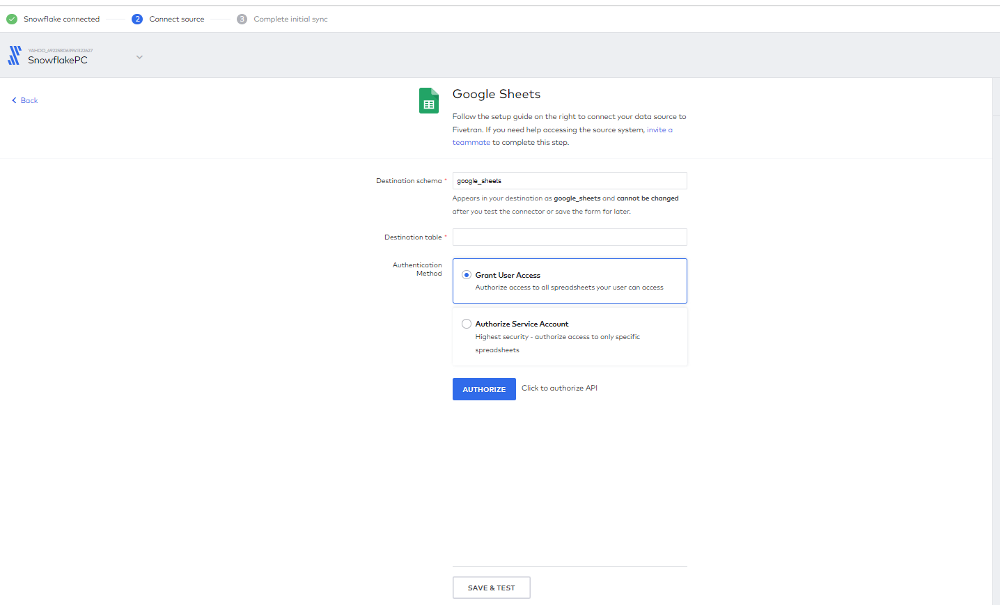 Snowflake connected
2
Connect source
3
Complete initial sync
YAHOO_492258063941322627
SnowflakePC
Back
Google Sheets
Follow the setup guide on the right to connect your data source to
Fivetran. If you need help accessing the source system, invite a
teammate to complete this step.
Destination schema *
google_sheets
Appears in your destination as google_sheets and cannot be changed
after you test the connector or save the form for later.
Destination table *
Authentication
Method
Grant User Access
Authorize access to all spreadsheets your user can access
Authorize Service Account
Highest security - authorize access to only specific
spreadsheets
AUTHORIZE
Click to authorize API
SAVE & TEST